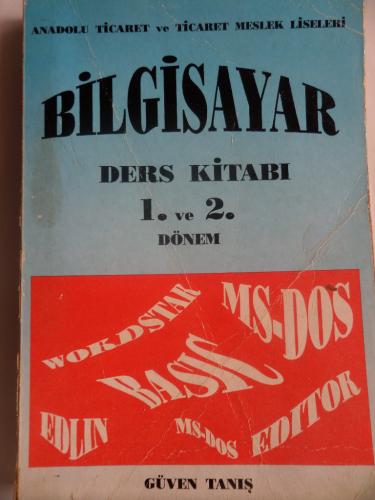 ANADOLU TİCARET ve TİCARET MESLEK LİSELERİ
BİLGİSAYAR
DERS KİTABI
1. ve 2.
DÖNEM
WORDSTAR
MS-DOS
BASIC
EDLIN
MS-DOS
EDITOR
GÜVEN TANIŞ